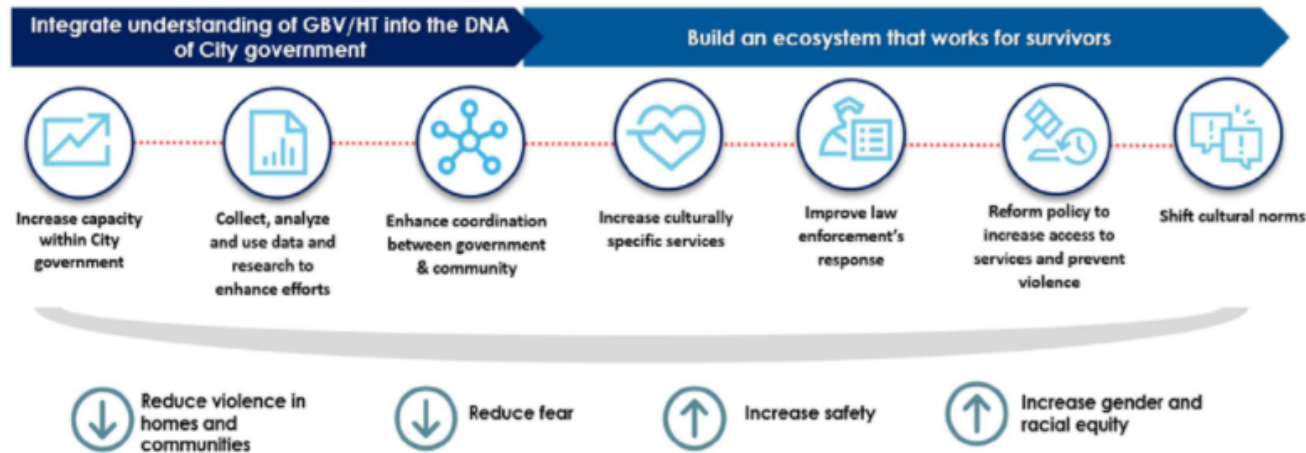 Integrate understanding of GBV/HT into the DNA
of City government
Build an ecosystem that works for survivors
Increase capacity
within City
government
Collect, analyze
and use data and
research to
enhance efforts
Enhance coordination
between government
& community
Increase culturally
specific services
Improve law
enforcement's
response
Reform policy to
increase access to
services and prevent
violence
Shift cultural norms
Reduce violence in
homes and
communities
Reduce fear
Increase safety
Increase gender and
racial equity